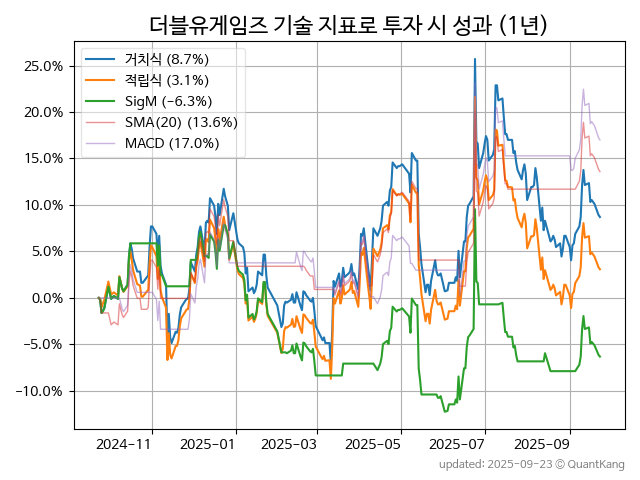 더블유게임즈 기술 지표로 투자 시 성과 (1년)
거치식 (8.7%)
적립식 (3.1%)
SigM (−6.3%)
SMA(20) (13.6%)
MACD (17.0%)
25.0%
20.0%
15.0%
10.0%
5.0%
0.0%
−5.0%
−10.0%
2024-11
2025-01
2025-03
2025-05
2025-07
2025-09
updated: 2025-09-23 © QuantKang